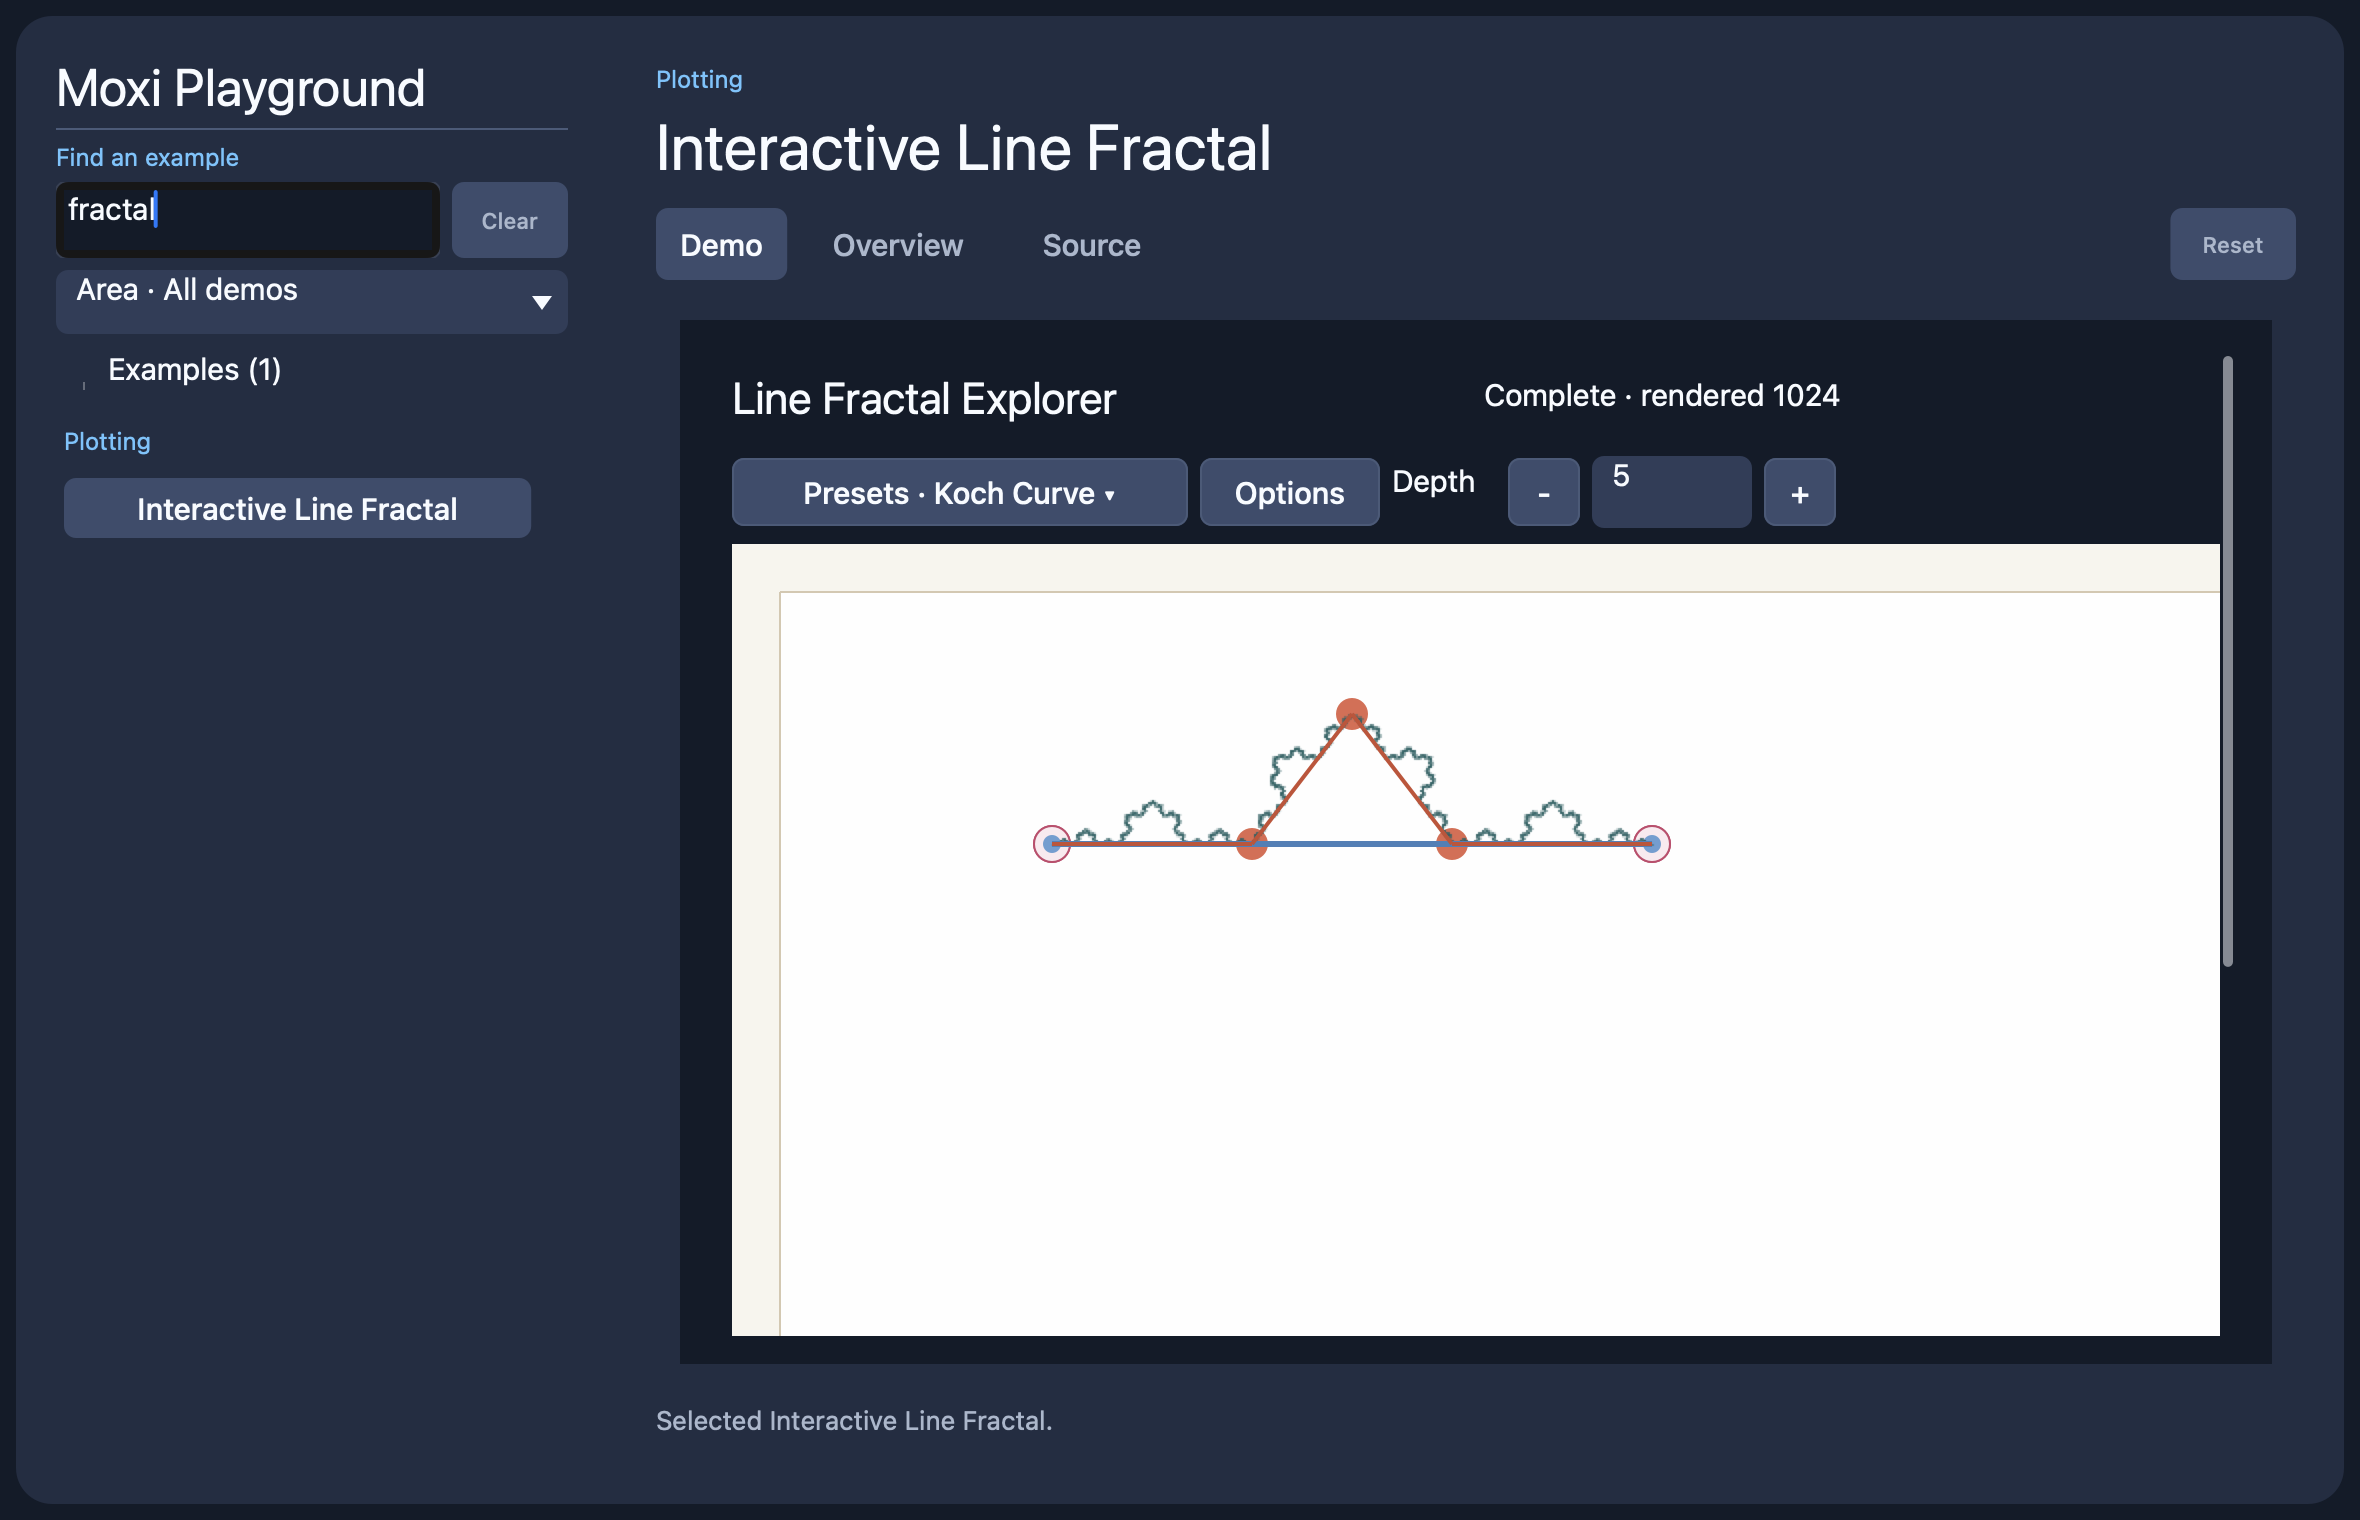 Moxi Playground
Find an example
fractal
Clear
Area · All demos
Examples (1)
Plotting
Interactive Line Fractal
Plotting
Interactive Line Fractal
Demo
Overview
Source
Reset
Line Fractal Explorer
Complete · rendered 1024
Presets · Koch Curve ▾
Options
Depth
-
5
+
Selected Interactive Line Fractal.